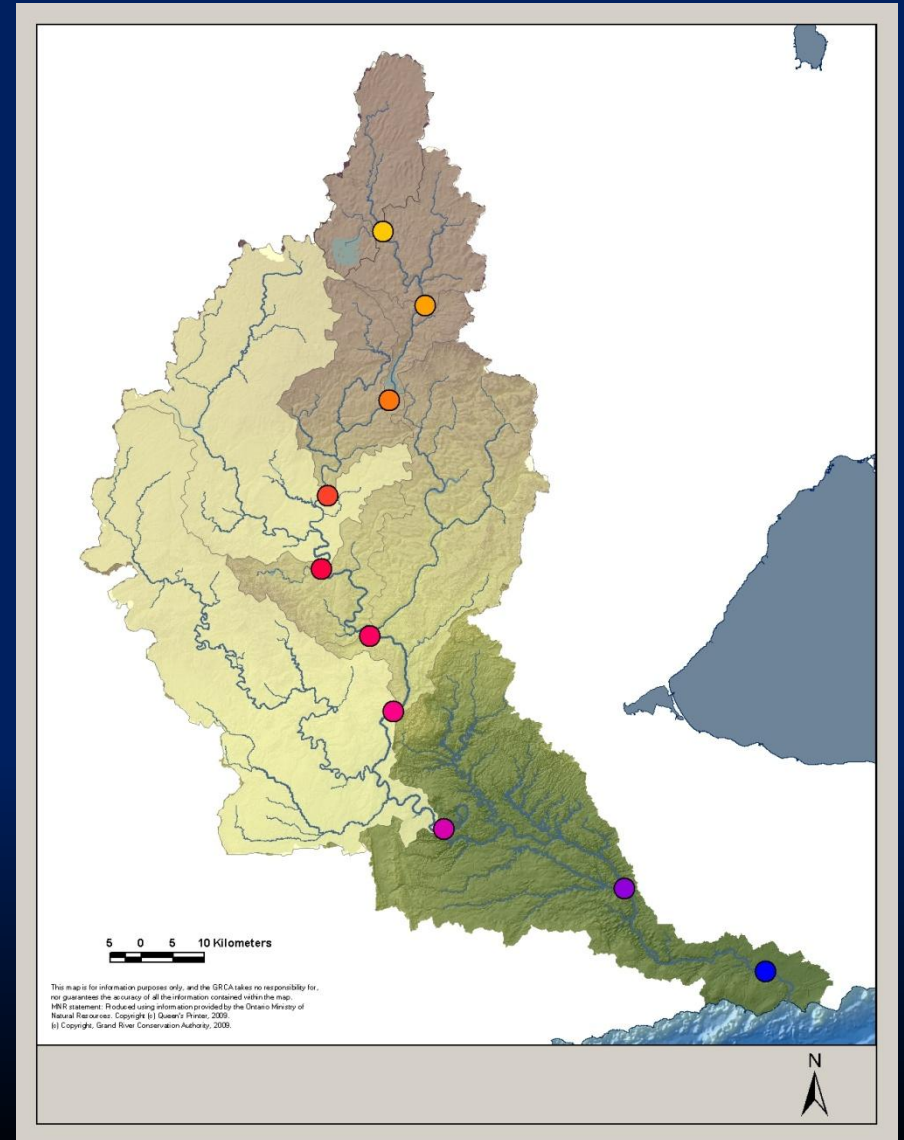 5 0 5 10 Kilometers
This map is for information purposes only, and the GRCA takes no responsibility for,
nor guarantees the accuracy of all the information contained within the map.
MNR statement: Produced using information provided by the Ontario Ministry of
Natural Resources. Copyright (c) Queen's Printer, 2009.
(c) Copyright, Grand River Conservation Authority, 2009.
N